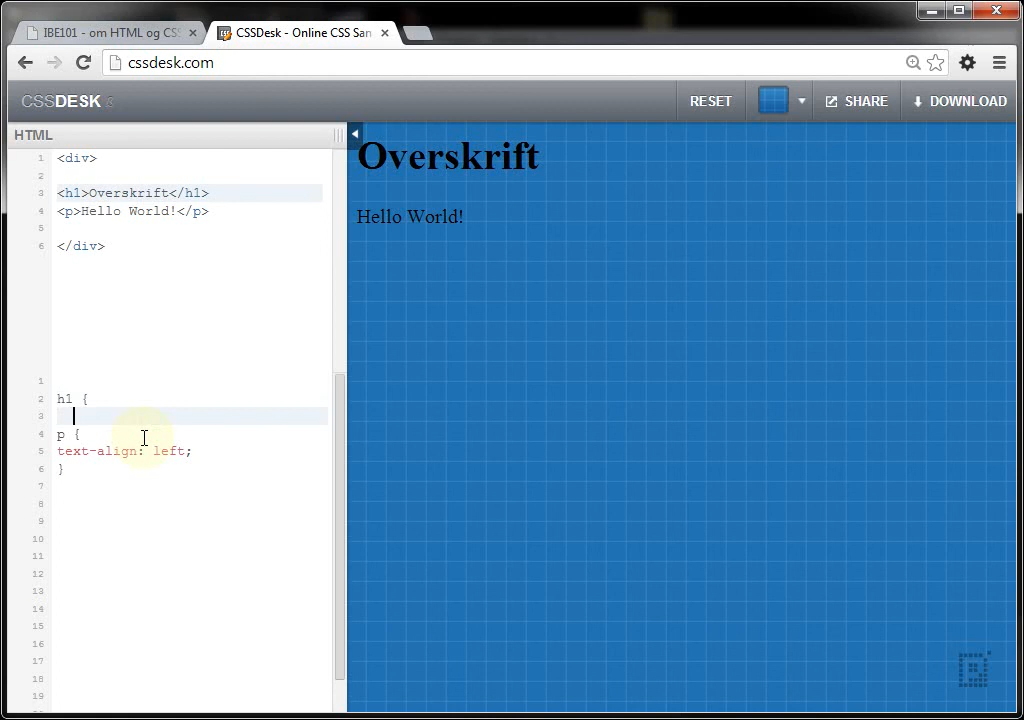 IBE101 - om HTML og CSS
CSSDesk - Online CSS San
cssdesk.com
CSSDESK
RESET
SHARE
DOWNLOAD
HTML
1 <div>
2
3 <h1>Overskrift</h1>
4 <p>Hello World!</p>
5
6 </div>
1
2 h1 {
3
4 p {
5 text-align: left;
6 }
7
8
9
10
11
12
13
14
15
16
17
18
19
Overskrift
Hello World!